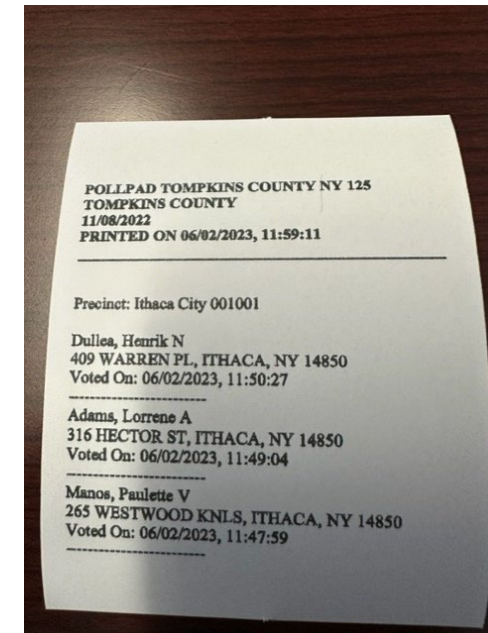 POLLPAD TOMPKINS COUNTY NY 125
TOMPKINS COUNTY
11/08/2022
PRINTED ON 06/02/2023, 11:59:11
Precinct: Ithaca City 001001
Dullea, Henrik N
409 WARREN PL, ITHACA, NY 14850
Voted On: 06/02/2023, 11:50:27
Adams, Lorrene A
316 HECTOR ST, ITHACA, NY 14850
Voted On: 06/02/2023, 11:49:04
Manos, Paulette V
265 WESTWOOD KNLS, ITHACA, NY 14850
Voted On: 06/02/2023, 11:47:59